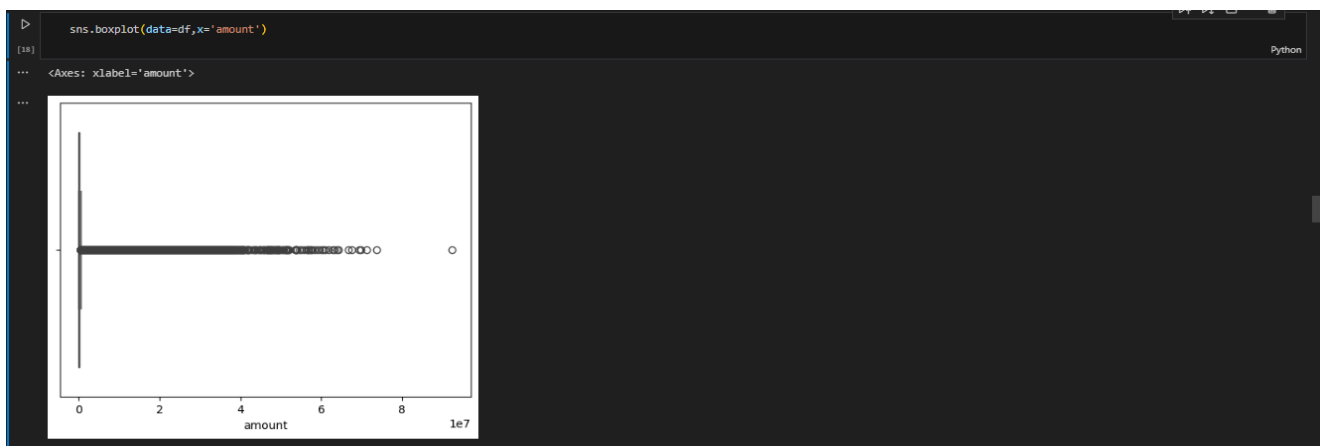 sns.boxplot(data=df,x='amount')
[18]
Python
<Axes: xlabel='amount'>
0 2 4 6 8
1e7
amount